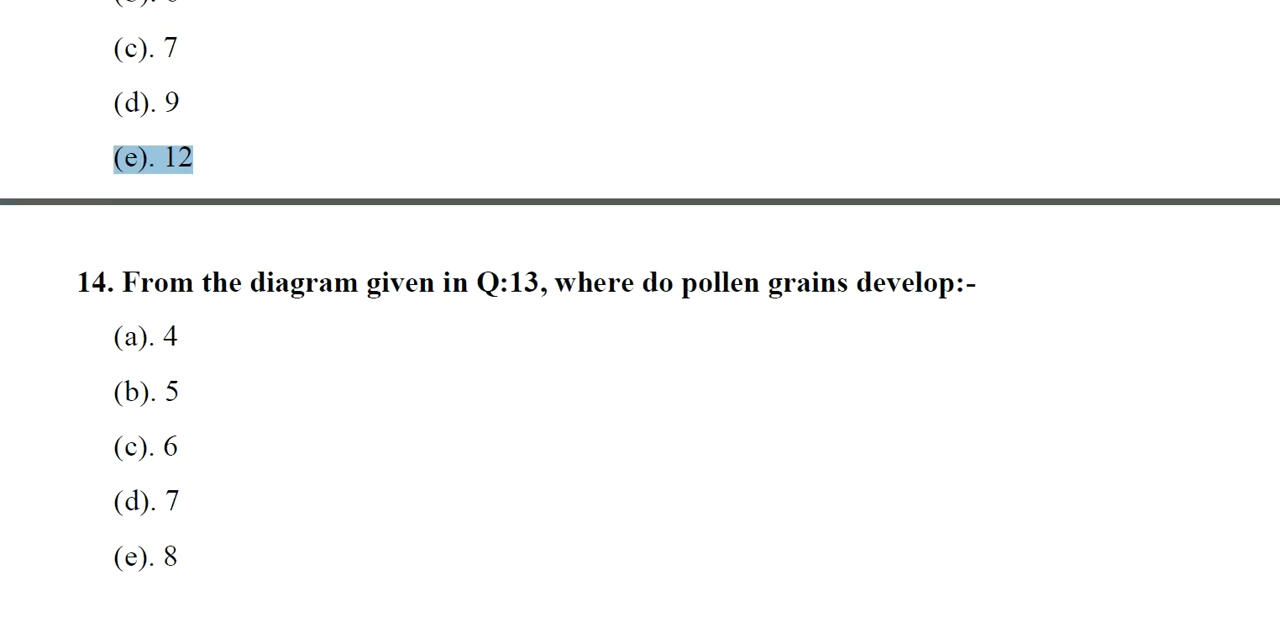 (c). 7
(d). 9
(e). 12
14. From the diagram given in Q:13, where do pollen grains develop:-
(a). 4
(b). 5
(c). 6
(d). 7
(e). 8